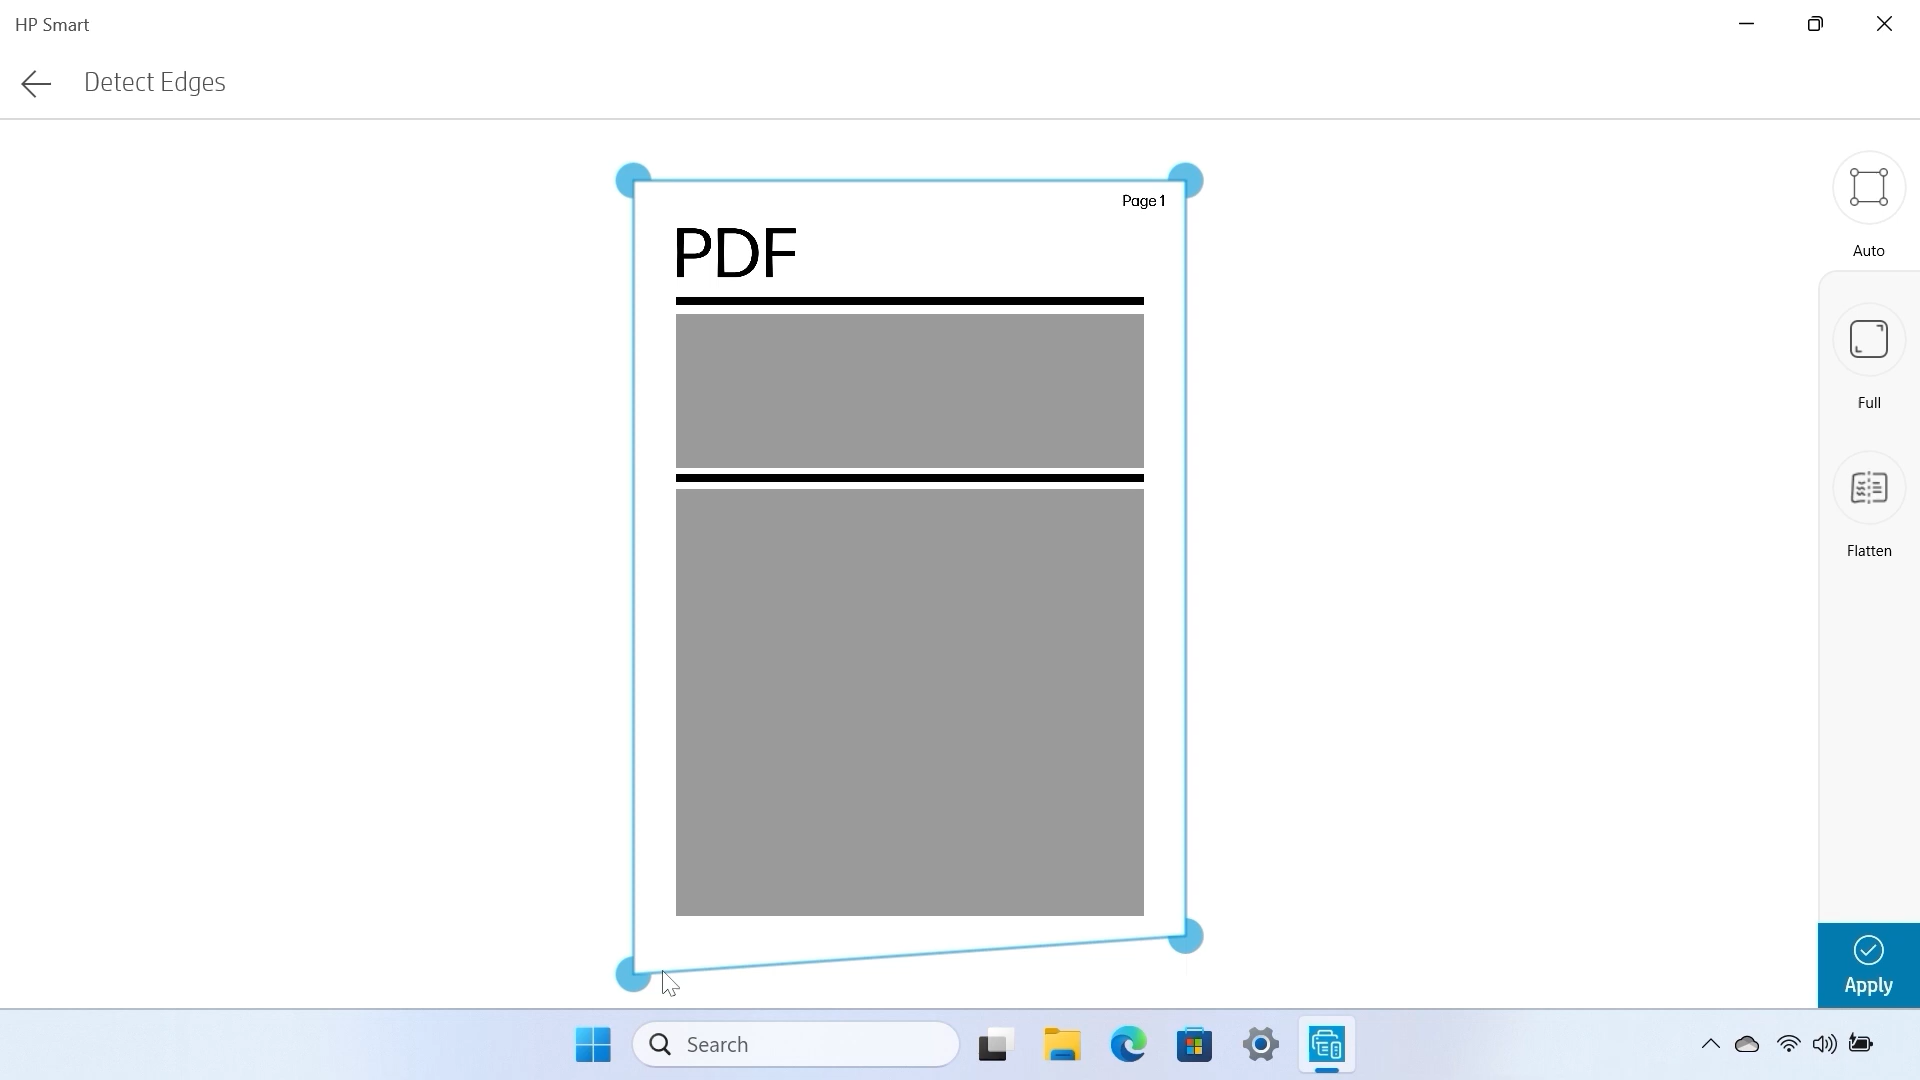 HP Smart
Detect Edges
Page 1
PDF
Auto
Full
Flatten
Apply
Search